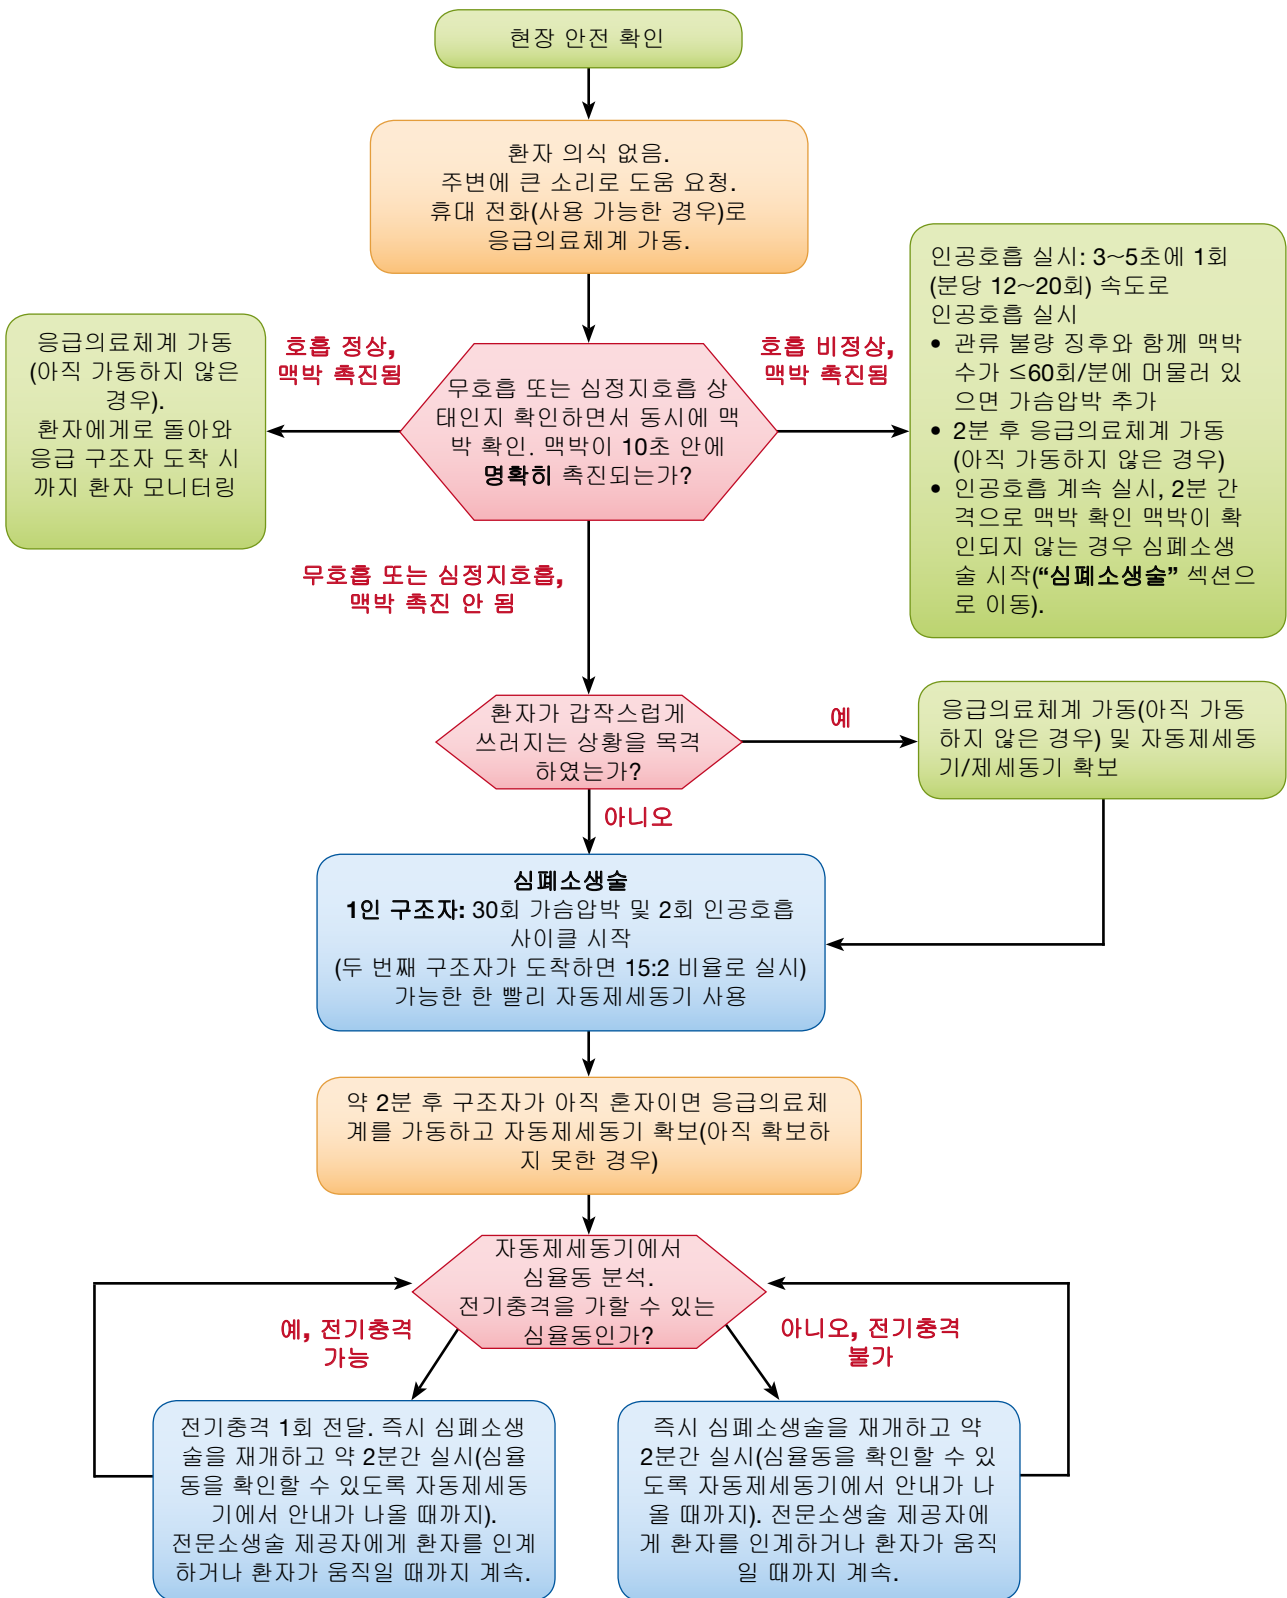 현장 안전 확인
환자 의식 없음.
주변에 큰 소리로 도움 요청.
휴대 전화(사용 가능한 경우)로
응급의료체계 가동.
호흡 정상,
맥박 촉진됨
응급의료체계 가동
(아직 가동하지 않은
경우).
환자에게로 돌아와
응급 구조자 도착 시
까지 환자 모니터링
무호흡 또는 심정지호흡 상
태인지 확인하면서 동시에 맥
박 확인. 맥박이 10초 안에
명확히 촉진되는가?
호흡 비정상,
맥박 촉진됨
인공호흡 실시: 3~5초에 1회
(분당 12~20회) 속도로
인공호흡 실시
• 관류 불량 징후와 함께 맥박
수가 ≤60회/분에 머물러 있
으면 가슴압박 추가
• 2분 후 응급의료체계 가동
(아직 가동하지 않은 경우)
• 인공호흡 계속 실시, 2분 간
격으로 맥박 확인 맥박이 확
인되지 않는 경우 심폐소생
술 시작(“심폐소생술” 섹션으
로 이동).
무호흡 또는 심정지호흡,
맥박 촉진 안 됨
환자가 갑작스럽게
쓰러지는 상황을 목격
하였는가?
예
응급의료체계 가동(아직 가동
하지 않은 경우) 및 자동제세동
기/제세동기 확보
아니오
심폐소생술
1인 구조자: 30회 가슴압박 및 2회 인공호흡
사이클 시작
(두 번째 구조자가 도착하면 15:2 비율로 실시)
가능한 한 빨리 자동제세동기 사용
약 2분 후 구조자가 아직 혼자이면 응급의료체
계를 가동하고 자동제세동기 확보(아직 확보하
지 못한 경우)
자동제세동기에서
심율동 분석.
전기충격을 가할 수 있는
심율동인가?
예, 전기충격
가능
아니오, 전기충격
불가
전기충격 1회 전달. 즉시 심폐소생
술을 재개하고 약 2분간 실시(심율
동을 확인할 수 있도록 자동제세동
기에서 안내가 나올 때까지).
전문소생술 제공자에게 환자를 인계
하거나 환자가 움직일 때까지 계속.
즉시 심폐소생술을 재개하고 약
2분간 실시(심율동을 확인할 수 있
도록 자동제세동기에서 안내가 나
올 때까지). 전문소생술 제공자에
게 환자를 인계하거나 환자가 움직
일 때까지 계속.